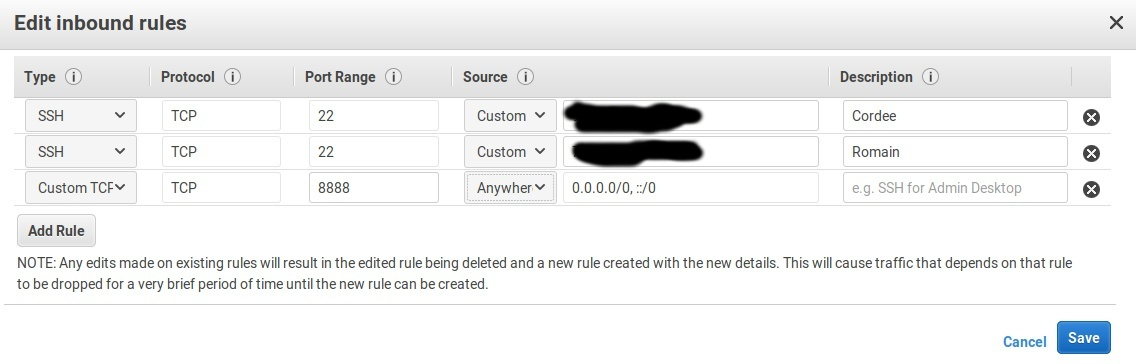 Edit inbound rules
Type Protocol Port Range Source Description
SSH TCP 22 Custom Cordee
SSH TCP 22 Custom Romain
Custom TCF TCP 8888 Anywher 0.0.0.0/0, ::/0 e.g. SSH for Admin Desktop
Add Rule
NOTE: Any edits made on existing rules will result in the edited rule being deleted and a new rule created with the new details. This will cause traffic that depends on that rule
to be dropped for a very brief period of time until the new rule can be created.
Cancel Save